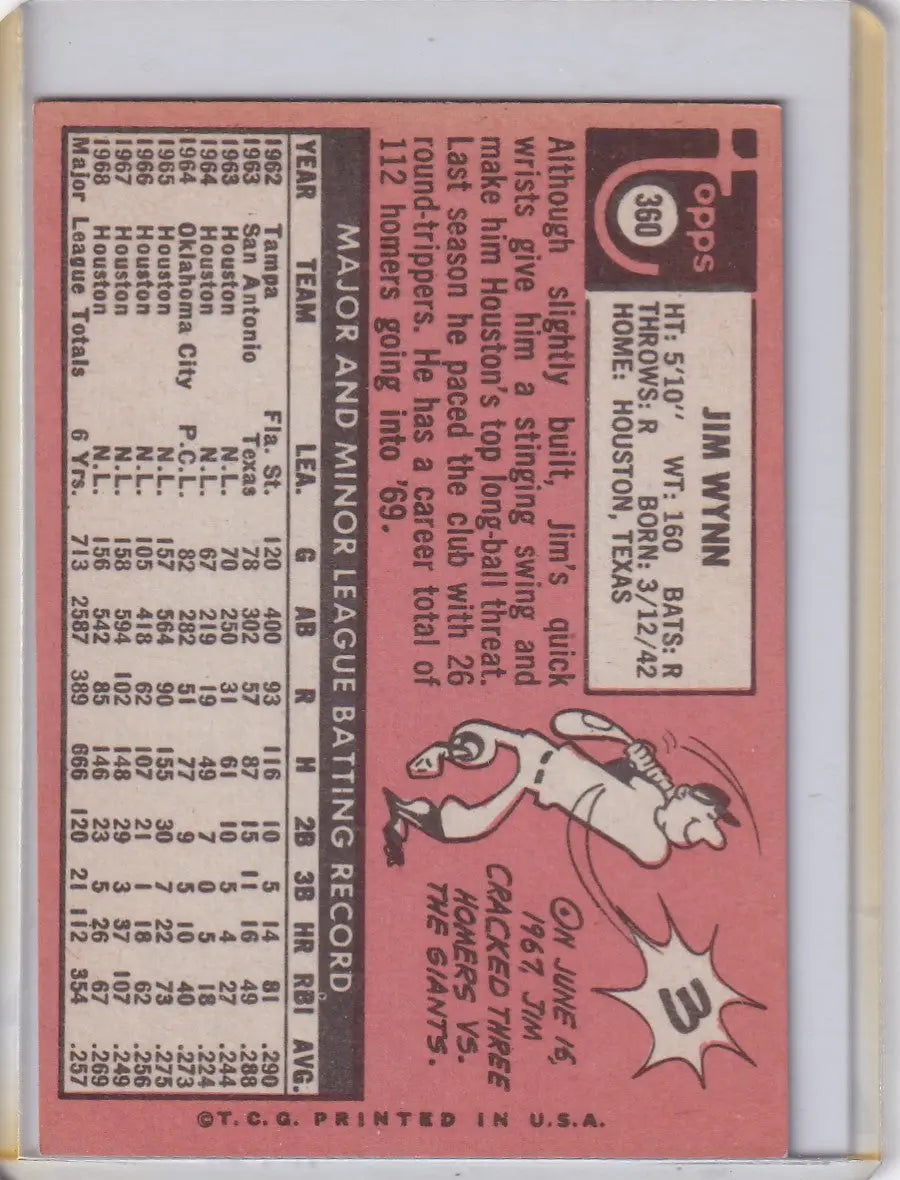 Topps
360
JIM WYNN
HT: 5'10" WT: 160 BATS: R
THROWS: R BORN: 3/12/42
HOME: HOUSTON, TEXAS
Although slightly built, Jim's quick
wrists give him a stinging swing and
make him Houston's top long-ball threat.
Last season he paced the club with 26
round-trippers. He has a career total of
112 homers going into '69.
3
ON JUNE 15,
1967, JIM
CRACKED THREE
HOMERS VS.
THE GIANTS.
MAJOR AND MINOR LEAGUE BATTING RECORD
YEAR TEAM LEA. G AB R H 2B 3B HR RBI AVG.
1962 Tampa Fla. St. 120 400 93 116 10 5 14 81 .290
1963 San Antonio Texas 78 302 57 87 15 11 16 49 .288
1963 Houston N.L. 70 250 31 61 10 5 4 27 .244
1964 Houston N.L. 67 219 19 49 7 0 5 18 .224
1964 Oklahoma City P.C.L. 82 282 51 77 9 5 10 40 .273
1965 Houston N.L. 157 564 90 155 30 7 22 73 .275
1966 Houston N.L. 105 418 62 107 21 1 18 62 .256
1967 Houston N.L. 158 594 102 148 29 3 37 107 .249
1968 Houston N.L. 156 542 85 146 23 5 26 67 .269
Major League Totals 6 Yrs. 713 2587 389 666 120 21 112 354 .257
©T.C.G. PRINTED IN U.S.A.